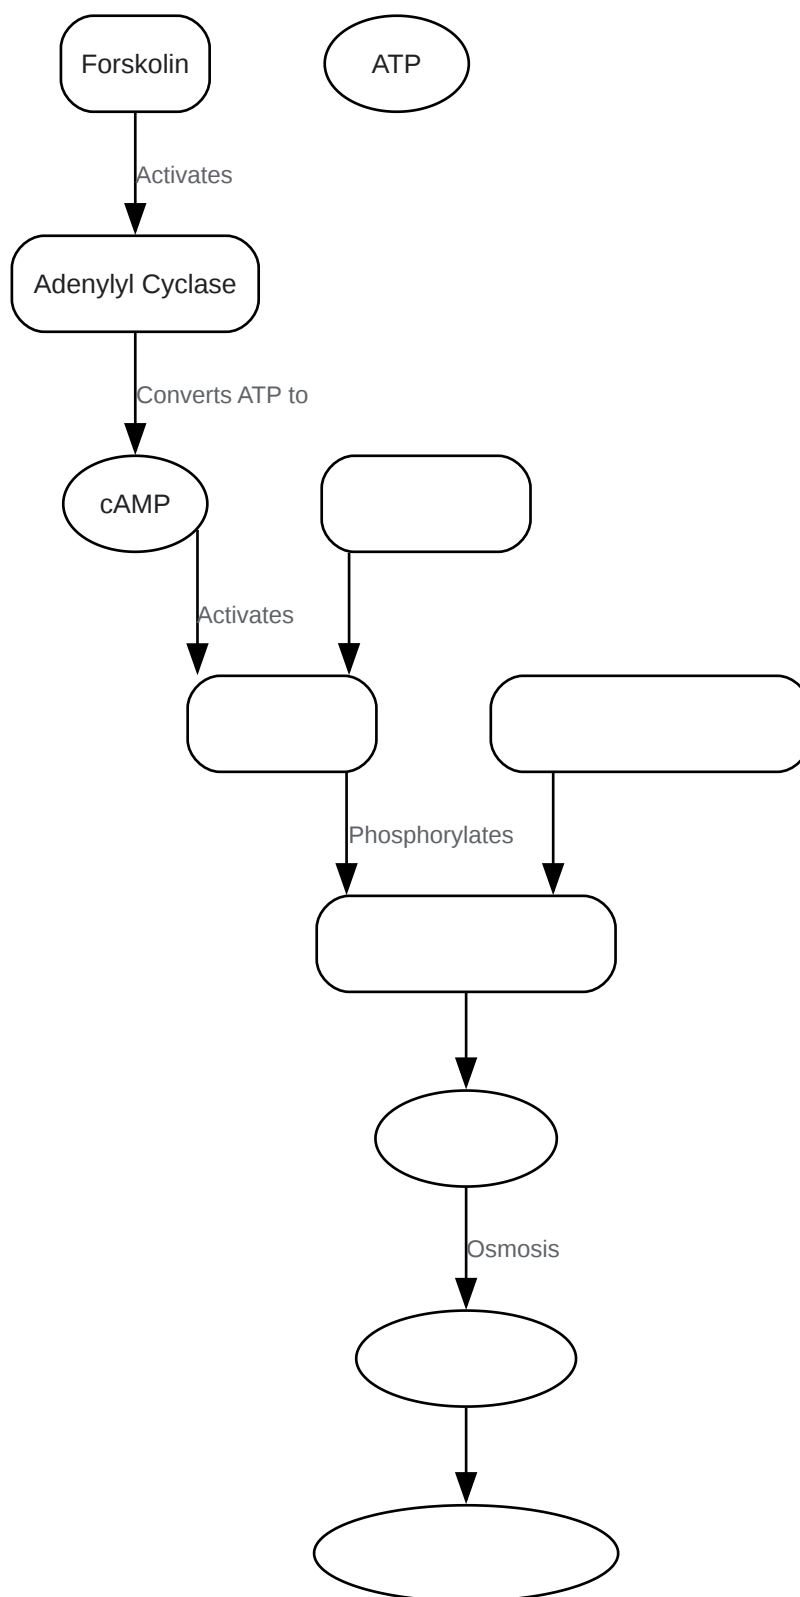 Forskolin
ATP
Activates
Adenylyl Cyclase
Converts ATP to
cAMP
Activates
Phosphorylates
Osmosis